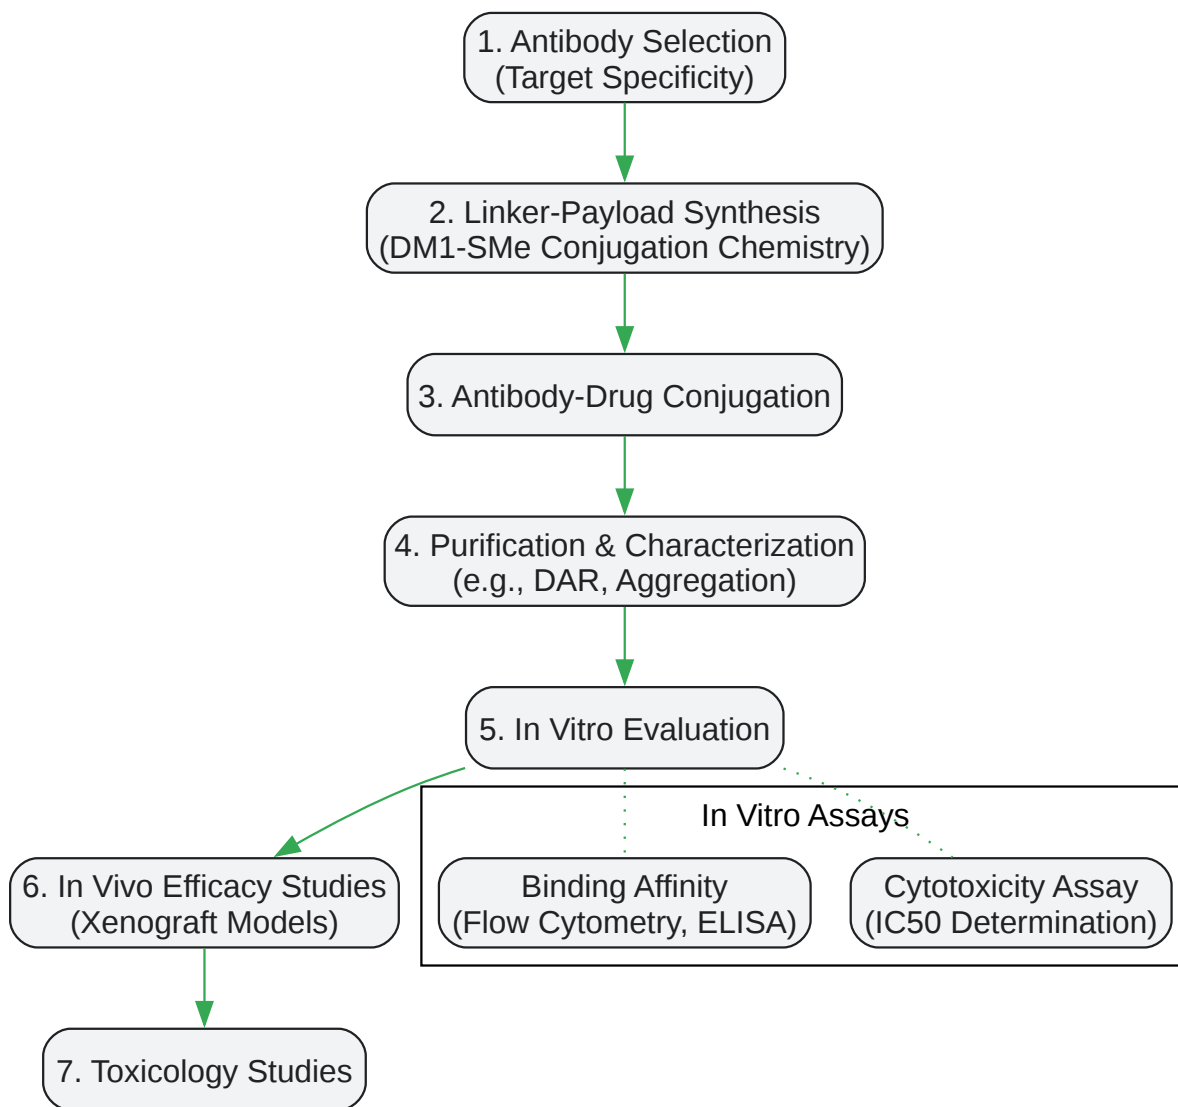 1. Antibody Selection
(Target Specificity)
2. Linker-Payload Synthesis
(DM1-SMe Conjugation Chemistry)
3. Antibody-Drug Conjugation
4. Purification & Characterization
(e.g., DAR, Aggregation)
5. In Vitro Evaluation
In Vitro Assays
6. In Vivo Efficacy Studies
(Xenograft Models)
Binding Affinity
(Flow Cytometry, ELISA)
Cytotoxicity Assay
(IC50 Determination)
7. Toxicology Studies